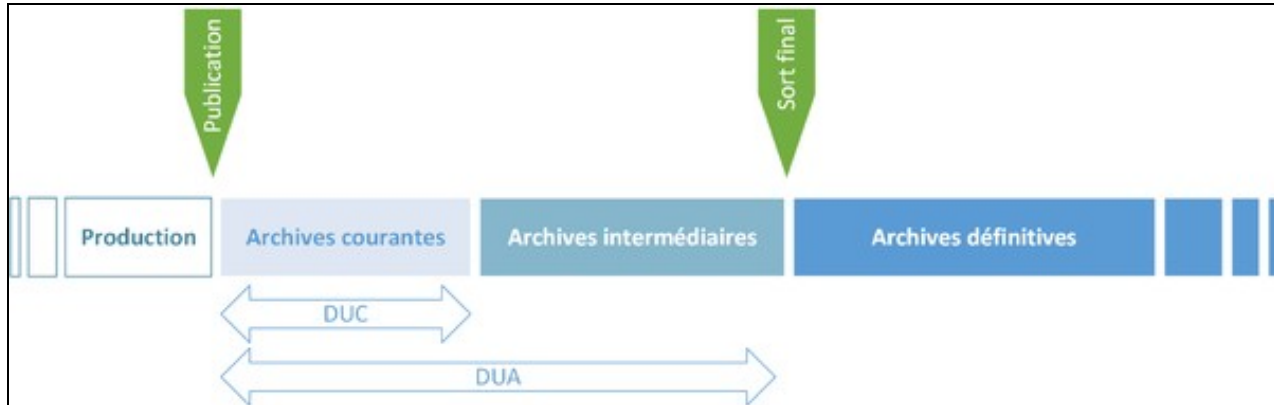 Publication
Sort final
Production
Archives courantes
Archives intermédiaires
Archives définitives
DUC
DUA